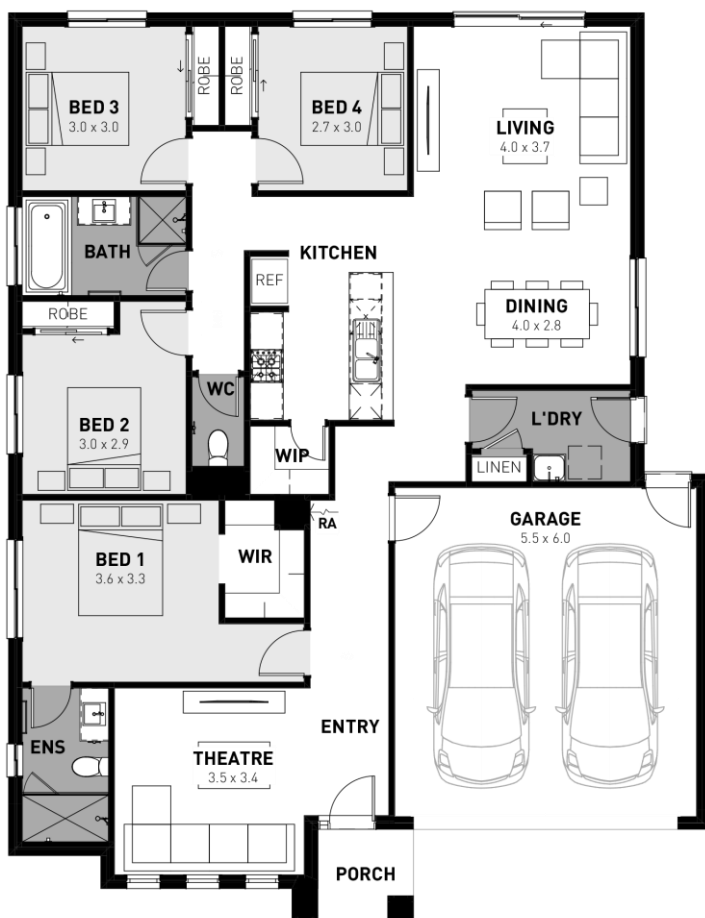 BED 3
3.0 x 3.0
ROBE
ROBE
BED 4
2.7 x 3.0
LIVING
4.0 x 3.7
BATH
KITCHEN
REF
ROBE
DINING
4.0 x 2.8
WC
BED 2
3.0 x 2.9
L'DRY
WIP
LINEN
RA
GARAGE
5.5 x 6.0
BED 1
3.6 x 3.3
WIR
ENTRY
ENS
THEATRE
3.5 x 3.4
PORCH